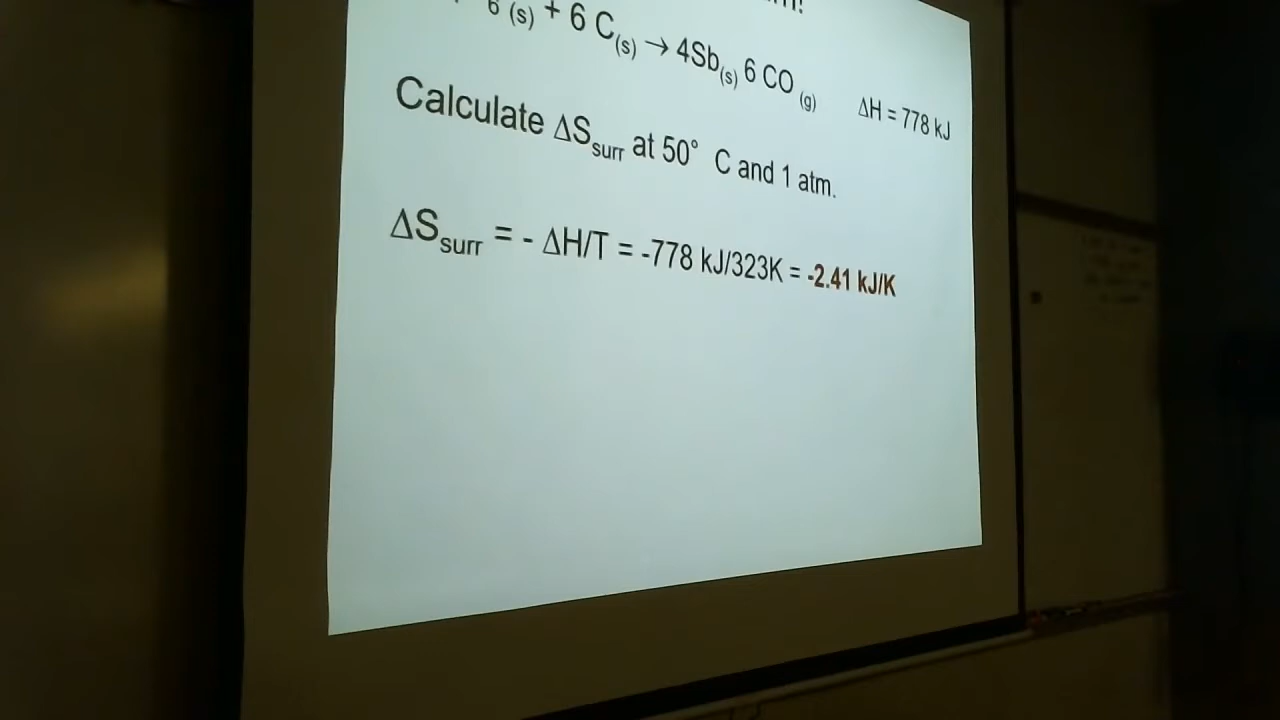 6 (s) + 6 C(s) → 4Sb(s) 6 CO (g) ΔH = 778 kJ
Calculate ΔSsurr at 50° C and 1 atm.
ΔSsurr = - ΔH/T = -778 kJ/323K = -2.41 kJ/K